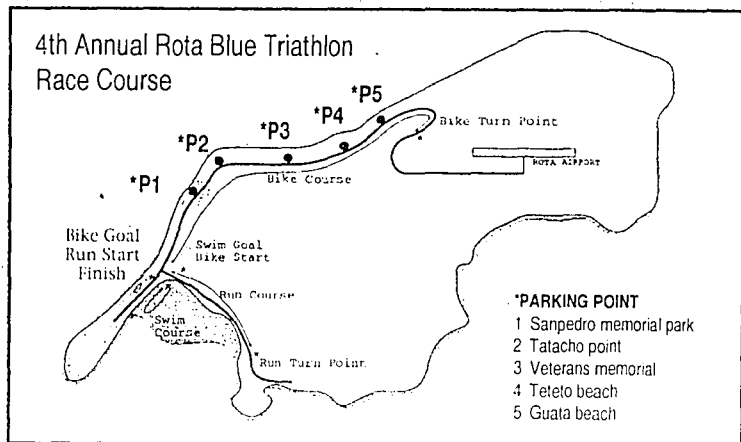 4th Annual Rota Blue Triathlon
Race Course
*P5
*P4
*P3
*P2
*P1
Bike Turn Point
ROTA AIRPORT
Bike Course
Bike Goal
Run Start
Finish
Swim Goal
Bike Start
Run Course
Swim
Course
Run Turn Point
*PARKING POINT
1 Sanpedro memorial park
2 Tatacho point
3 Veterans memorial
4 Teteto beach
5 Guata beach